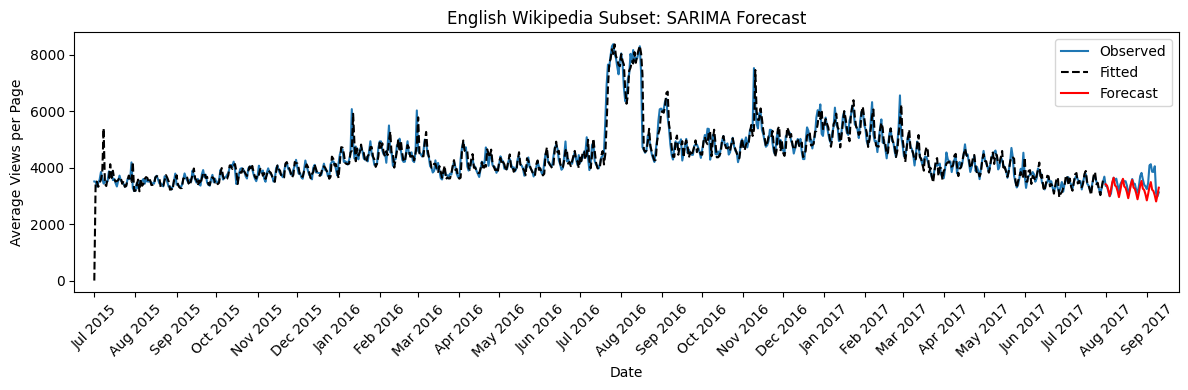 English Wikipedia Subset: SARIMA Forecast
Average Views per Page
8000
6000
4000
2000
0
Observed
Fitted
Forecast
Jul 2015
Aug 2015
Sep 2015
Oct 2015
Nov 2015
Dec 2015
Jan 2016
Feb 2016
Mar 2016
Apr 2016
May 2016
Jun 2016
Jul 2016
Aug 2016
Sep 2016
Oct 2016
Nov 2016
Dec 2016
Jan 2017
Feb 2017
Mar 2017
Apr 2017
May 2017
Jun 2017
Jul 2017
Aug 2017
Sep 2017
Date